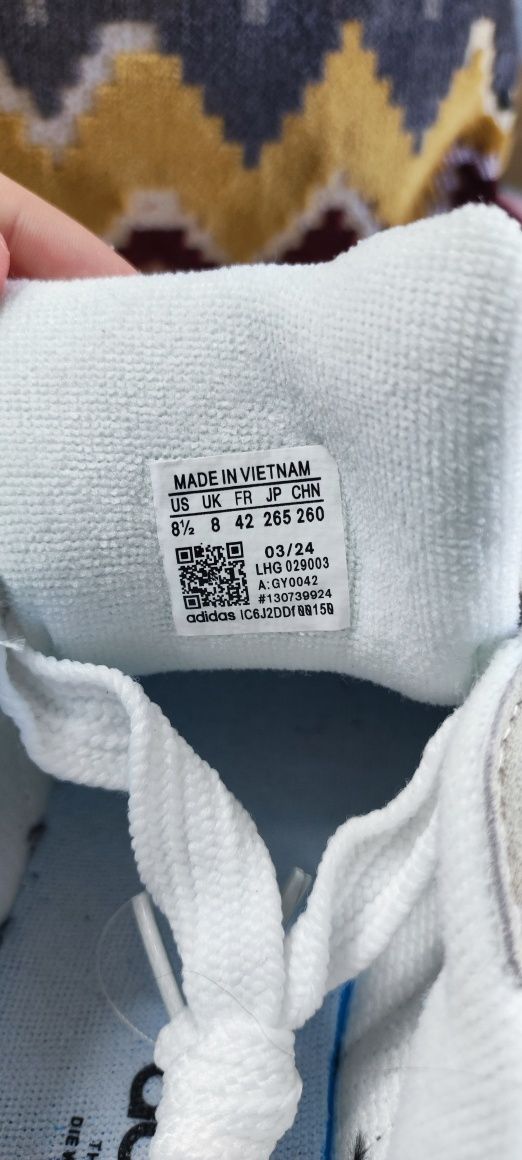 MADE IN VIETNAM
US UK FR JP CHN
8½ 8 42 265 260
03/24
LHG 029003
A:GY0042
#130739924
adidas IC6J2DDf00150